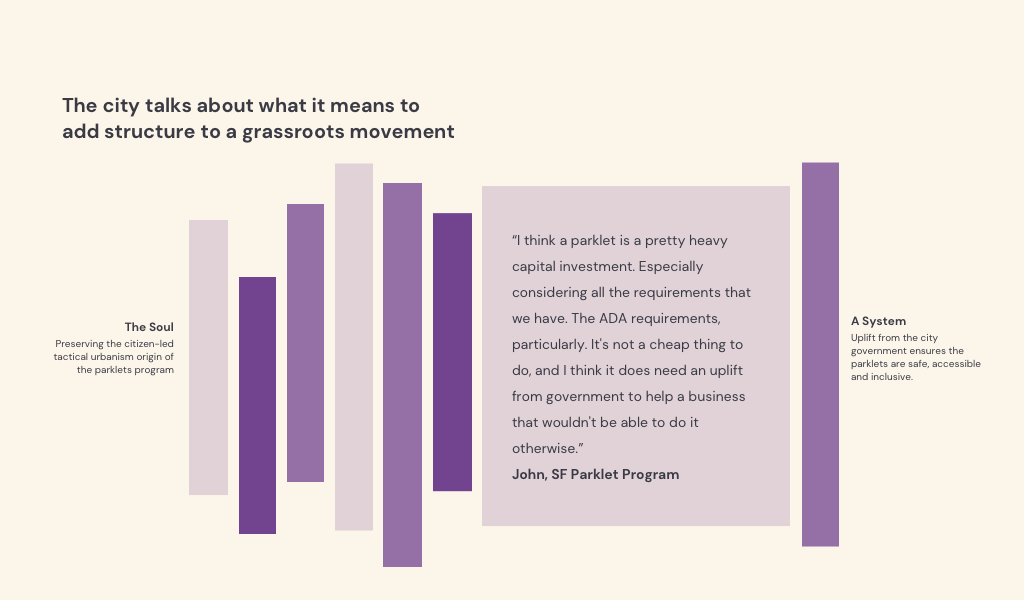 The city talks about what it means to
add structure to a grassroots movement
The Soul
Preserving the citizen-led
tactical urbanism origin of
the parklets program
“I think a parklet is a pretty heavy
capital investment. Especially
considering all the requirements that
we have. The ADA requirements,
particularly. It's not a cheap thing to
do, and I think it does need an uplift
from government to help a business
that wouldn't be able to do it
otherwise.”
John, SF Parklet Program
A System
Uplift from the city
government ensures the
parklets are safe, accessible
and inclusive.